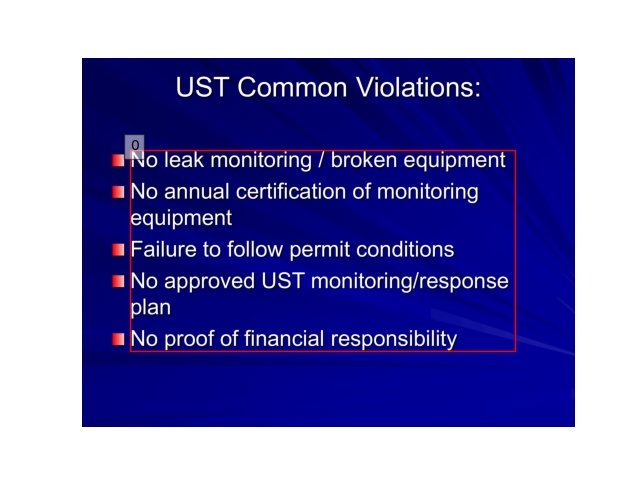 UST Common Violations:
0
No leak monitoring / broken equipment
No annual certification of monitoring
equipment
Failure to follow permit conditions
No approved UST monitoring/response
plan
No proof of financial responsibility